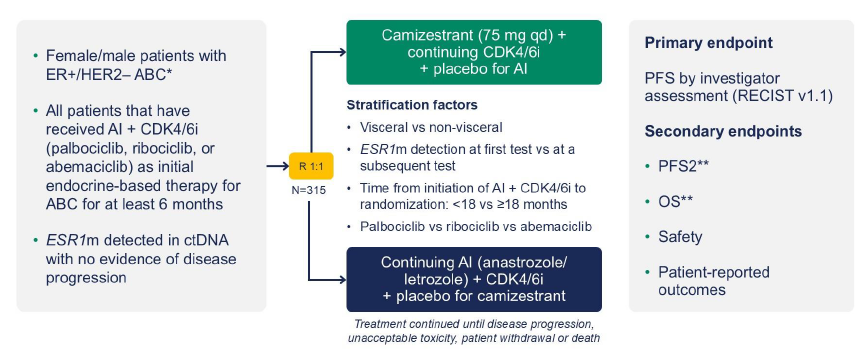 • Female/male patients with
ER+/HER2– ABC*
• All patients that have
received AI + CDK4/6i
(palbociclib, ribociclib, or
abemaciclib) as initial
endocrine-based therapy for
ABC for at least 6 months
• ESR1m detected in ctDNA
with no evidence of disease
progression
R 1:1
N=315
Camizestrant (75 mg qd) +
continuing CDK4/6i
+ placebo for AI
Stratification factors
• Visceral vs non-visceral
• ESR1m detection at first test vs at a
subsequent test
• Time from initiation of AI + CDK4/6i to
randomization: <18 vs ≥18 months
• Palbociclib vs ribociclib vs abemaciclib
Continuing AI (anastrozole/
letrozole) + CDK4/6i
+ placebo for camizestrant
Treatment continued until disease progression,
unacceptable toxicity, patient withdrawal or death
Primary endpoint
PFS by investigator
assessment (RECIST v1.1)
Secondary endpoints
• PFS2**
• OS**
• Safety
• Patient-reported
outcomes